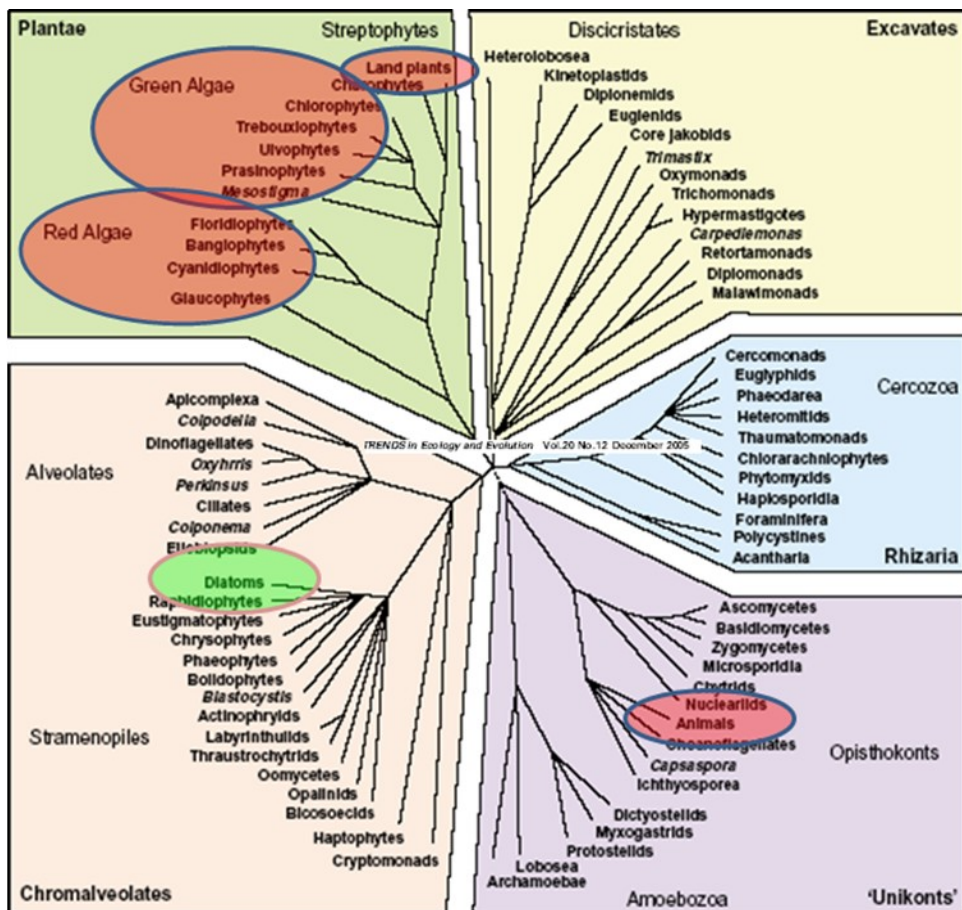 Plantae
Streptophytes
Land plants
Charophytes
Green Algae
Chlorophytes
Trebouxiophytes
Ulvophytes
Prasinophytes
Mesostigma
Red Algae
Floridiophytes
Bangiophytes
Cyanidiophytes
Glaucophytes
Discicristates
Excavates
Heterolobosea
Kinetoplastids
Diplonemids
Euglenids
Core jakobids
Trimastix
Oxymonads
Trichomonads
Hypermastigotes
Carpediemonas
Retortamonads
Diplomonads
Malawimonads
Cercomonads
Euglyphids
Cercozoa
Phaeodarea
Heteromitids
Thaumatomonads
Chlorarachniophytes
Phytomyxids
Haplosporidia
Foraminifera
Polycystines
Acantharia
Rhizaria
TRENDS in Ecology and Evolution Vol.20 No.12 December 2005
Apicomplexa
Colpodella
Dinoflagellates
Alveolates
Oxyhrris
Perkinsus
Ciliates
Colponema
Ellobiopsids
Diatoms
Raphidiophytes
Eustigmatophytes
Chrysophytes
Phaeophytes
Bolidophytes
Blastocystis
Actinophryids
Stramenopiles
Labyrinthulids
Thraustrochytrids
Oomycetes
Opalinids
Bicosoecids
Haptophytes
Cryptomonads
Chromalveolates
Ascomycetes
Basidiomycetes
Zygomycetes
Microsporidia
Chytrids
Nucleariids
Animals
Choanoflagellates
Opisthokonts
Capsaspora
Ichthyosporea
Dictyostelids
Myxogastrids
Protostelids
Lobosea
Archamoebae
Amoebozoa
'Unikonts'